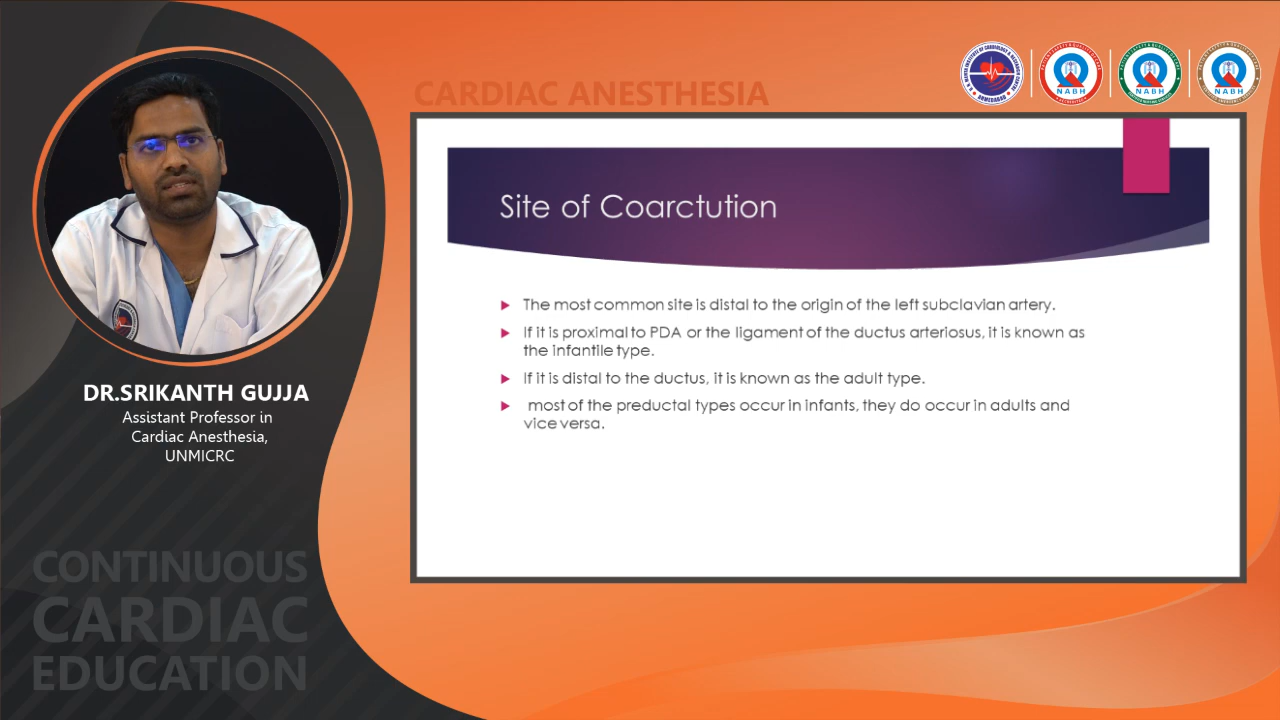 CARDIAC ANESTHESIA
NABH
NABH
NABH
Site of Coarctution
The most common site is distal to the origin of the left subclavian artery.
If it is proximal to PDA or the ligament of the ductus arteriosus, it is known as
the infantile type.
If it is distal to the ductus, it is known as the adult type.
most of the preductal types occur in infants, they do occur in adults and
vice versa.
DR.SRIKANTH GUJJA
Assistant Professor in
Cardiac Anesthesia,
UNMICRC
CONTINUOUS
CARDIAC
EDUCATION